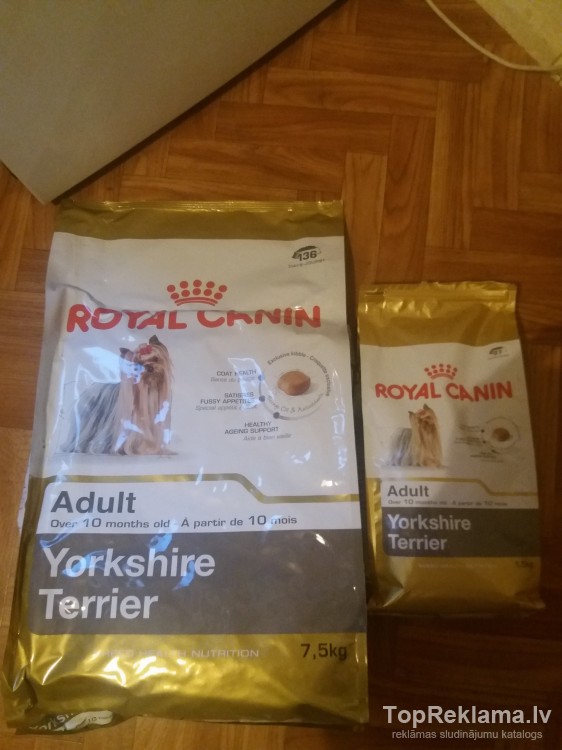 136
ROYAL CANIN
COAT HEALTH
SATISFIES
FUSSY APPETITES
HEALTHY
AGEING SUPPORT
Adult
Over 10 months old - À partir de 10 mois
Yorkshire
Terrier
HEALTH NUTRITION
7,5kg
ROYAL CANIN
Adult
Over 10 months old - À partir de 10 mois
Yorkshire
Terrier
TopReklama.lv
reklāmas sludinājumu katalogs